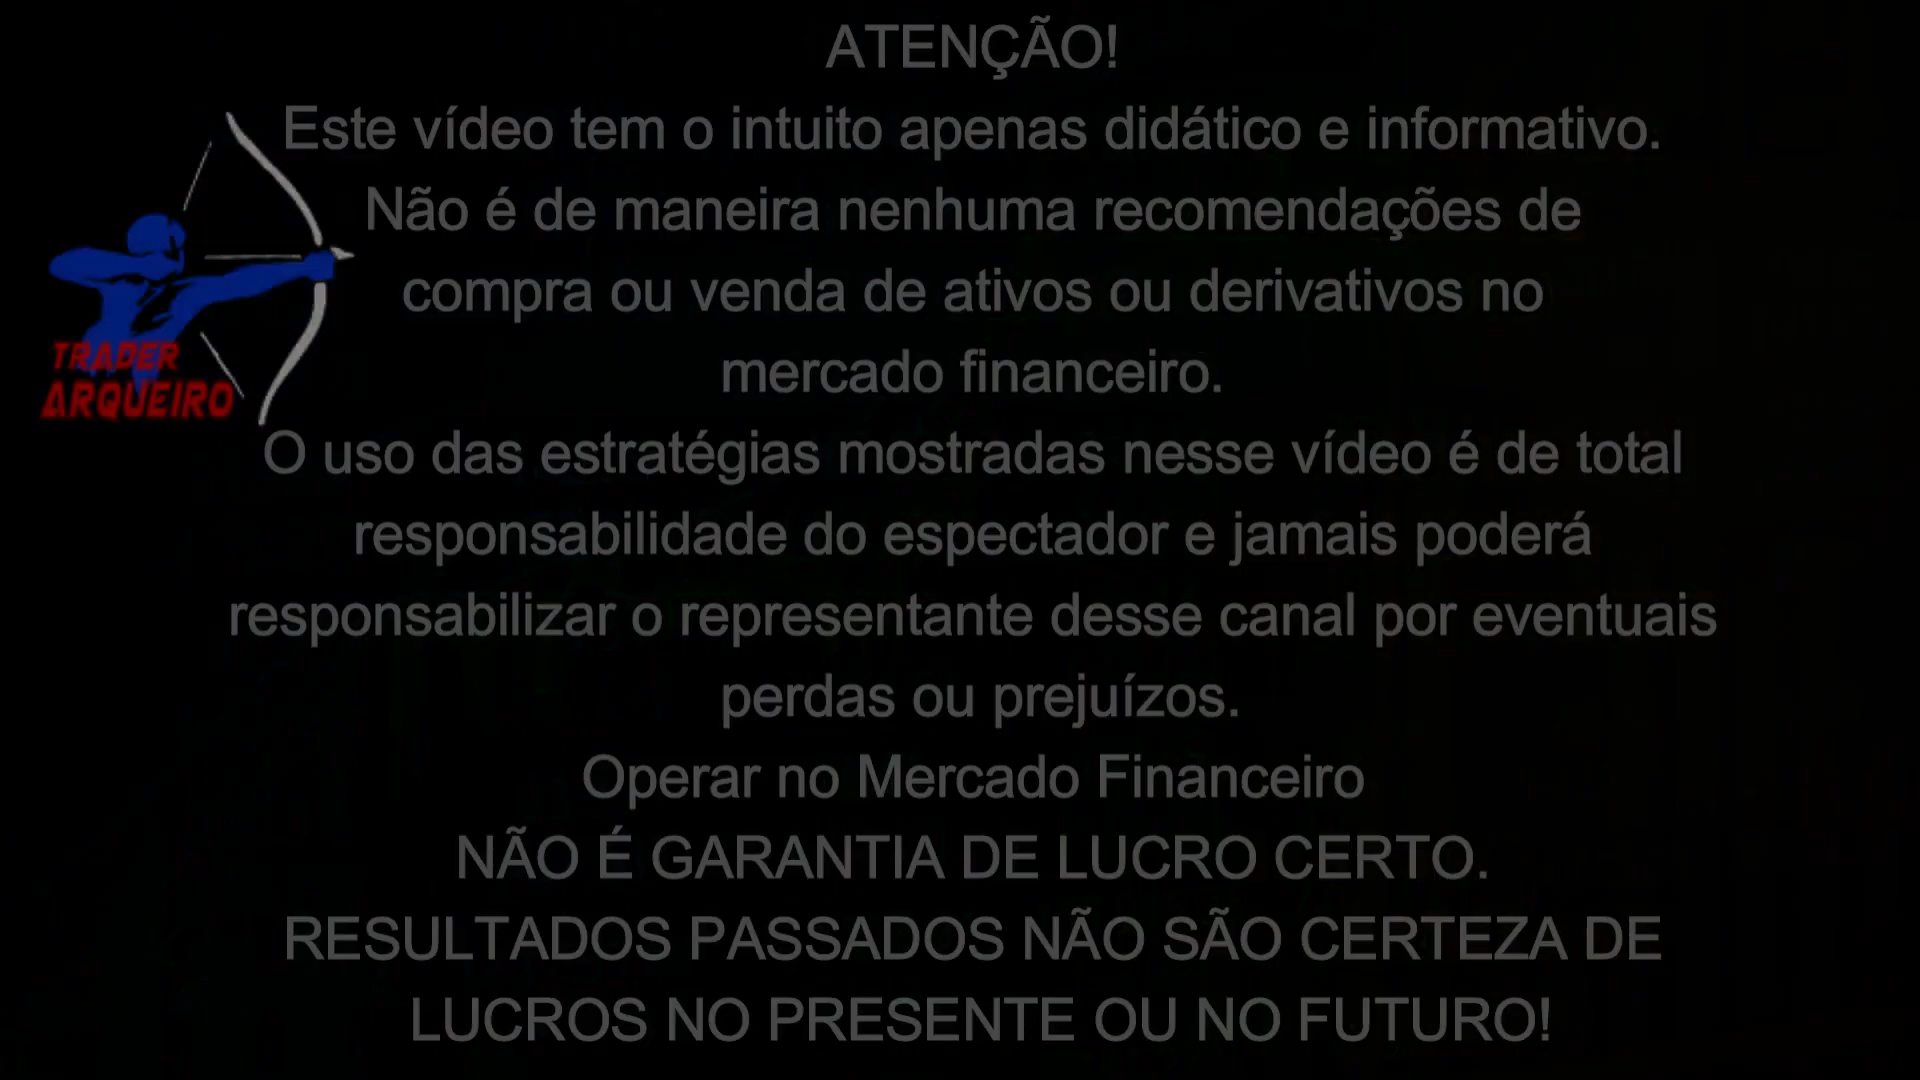 ATENÇÃO!
Este vídeo tem o intuito apenas didático e informativo.
Não é de maneira nenhuma recomendações de
compra ou venda de ativos ou derivativos no
mercado financeiro.
TRADER
ARQUEIRO
O uso das estratégias mostradas nesse vídeo é de total
responsabilidade do espectador e jamais poderá
responsabilizar o representante desse canal por eventuais
perdas ou prejuízos.
Operar no Mercado Financeiro
NÃO É GARANTIA DE LUCRO CERTO.
RESULTADOS PASSADOS NÃO SÃO CERTEZA DE
LUCROS NO PRESENTE OU NO FUTURO!